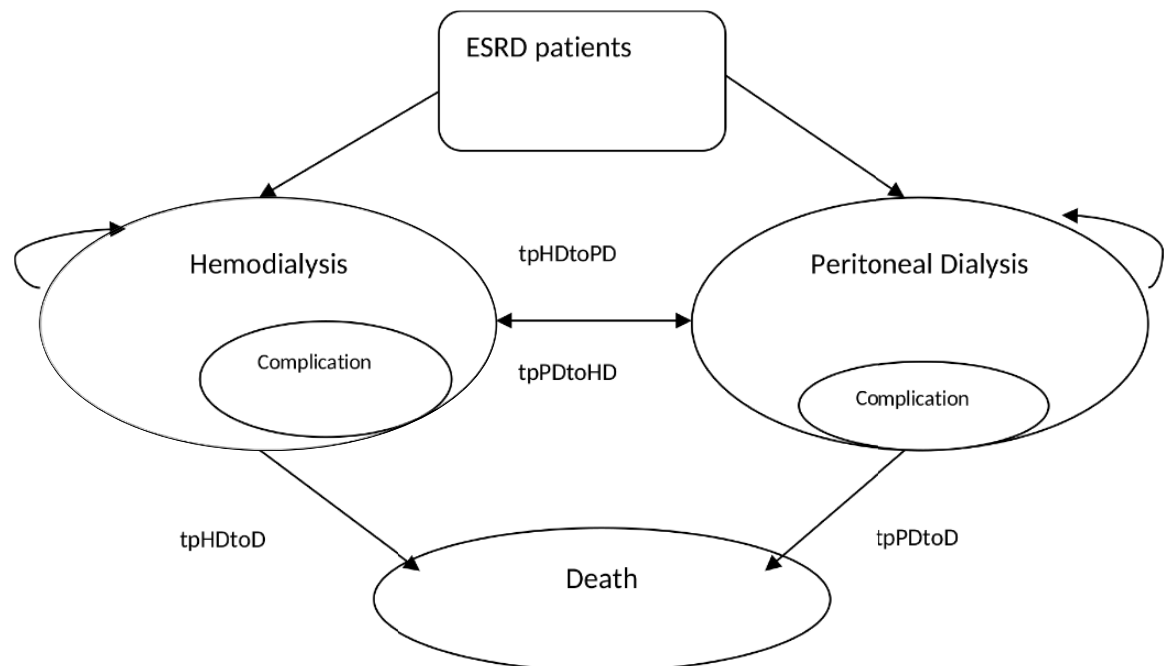 ESRD patients
Hemodialysis
tpHDtoPD
Peritoneal Dialysis
Complication
tpPDtoHD
Complication
tpHDtoD
tpPDtoD
Death